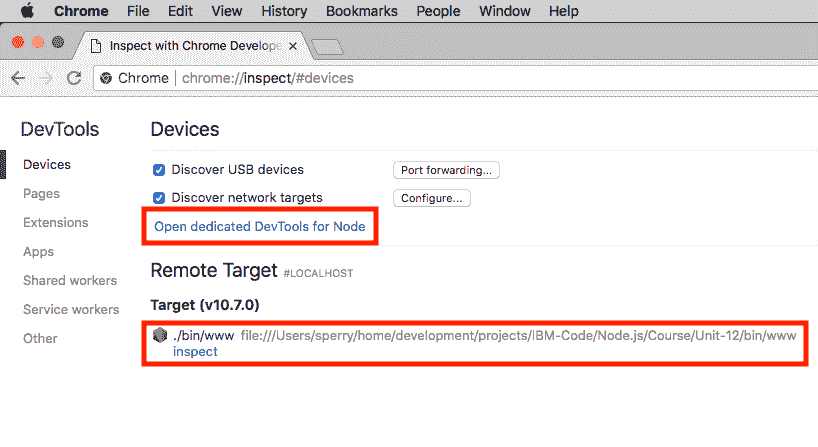 Chrome File Edit View History Bookmarks People Window Help
Inspect with Chrome Develope
Chrome chrome://inspect/#devices
DevTools
Devices
Pages
Extensions
Apps
Shared workers
Service workers
Other
Devices
Discover USB devices Port forwarding...
Discover network targets Configure...
Open dedicated DevTools for Node
Remote Target #LOCALHOST
Target (v10.7.0)
./bin/www file:///Users/sperry/home/development/projects/IBM-Code/Node.js/Course/Unit-12/bin/www
inspect